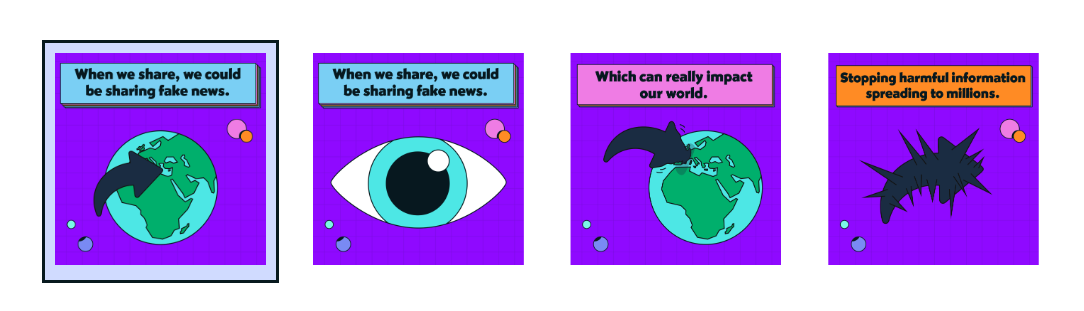 When we share, we could
be sharing fake news.
When we share, we could
be sharing fake news.
Which can really impact
our world.
Stopping harmful information
spreading to millions.